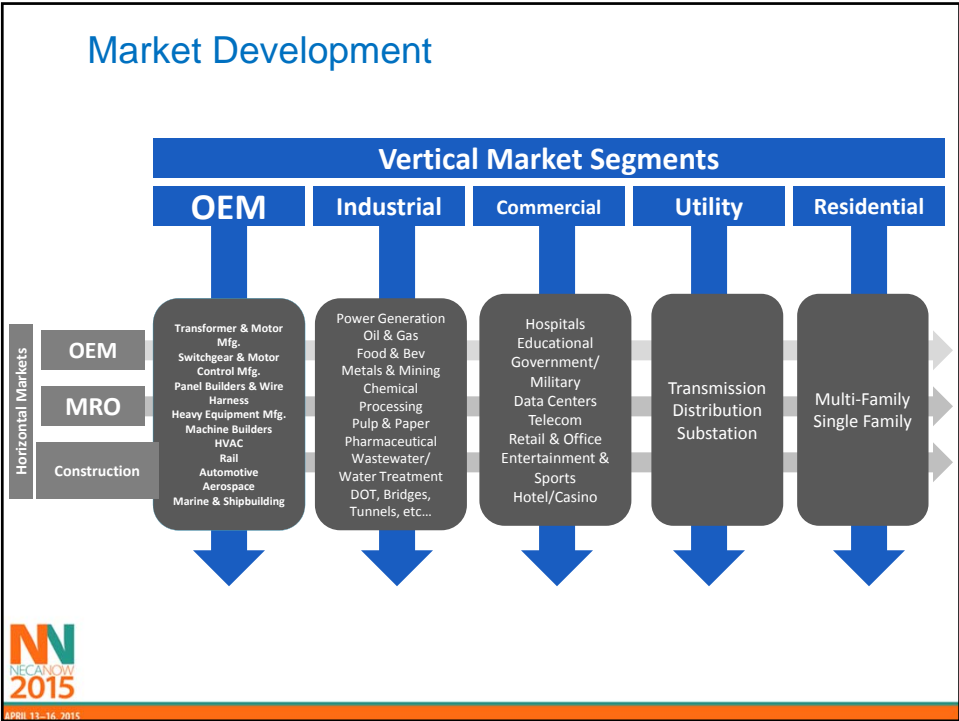 Market Development
Vertical Market Segments
OEM
Industrial
Commercial
Utility
Residential
Horizontal Markets
OEM
MRO
Construction
Transformer & Motor
Mfg.
Switchgear & Motor
Control Mfg.
Panel Builders & Wire
Harness
Heavy Equipment Mfg.
Machine Builders
HVAC
Rail
Automotive
Aerospace
Marine & Shipbuilding
Power Generation
Oil & Gas
Food & Bev
Metals & Mining
Chemical
Processing
Pulp & Paper
Pharmaceutical
Wastewater/
Water Treatment
DOT, Bridges,
Tunnels, etc...
Hospitals
Educational
Government/
Military
Data Centers
Telecom
Retail & Office
Entertainment &
Sports
Hotel/Casino
Transmission
Distribution
Substation
Multi-Family
Single Family
NN
NECANOW
2015
APRIL 13–16, 2015